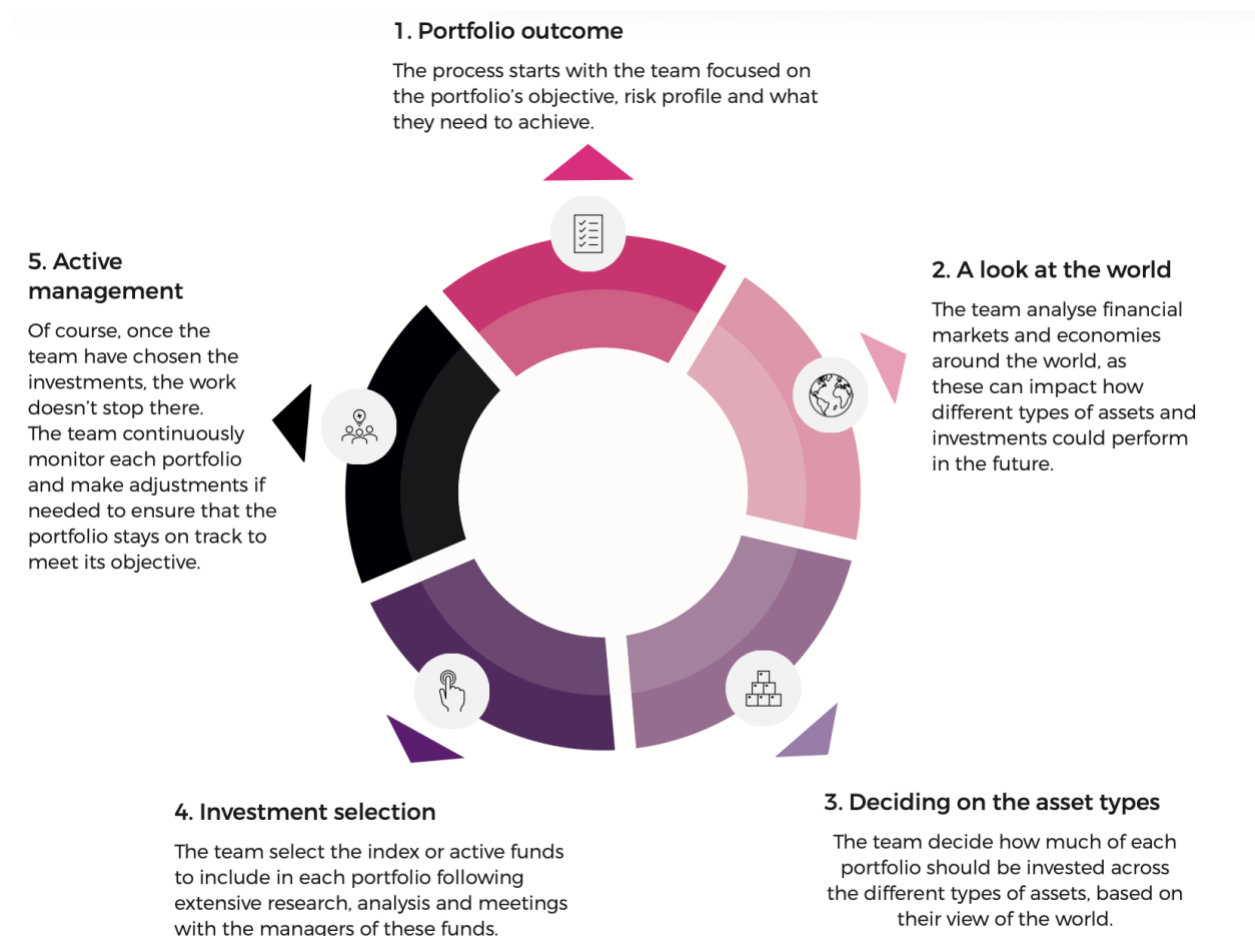 1. Portfolio outcome
The process starts with the team focused on
the portfolio's objective, risk profile and what
they need to achieve.
2. A look at the world
The team analyse financial
markets and economies
around the world, as
these can impact how
different types of assets and
investments could perform
in the future.
3. Deciding on the asset types
The team decide how much of each
portfolio should be invested across
the different types of assets, based on
their view of the world.
4. Investment selection
The team select the index or active funds
to include in each portfolio following
extensive research, analysis and meetings
with the managers of these funds.
5. Active
management
Of course, once the
team have chosen the
investments, the work
doesn't stop there.
The team continuously
monitor each portfolio
and make adjustments if
needed to ensure that the
portfolio stays on track to
meet its objective.